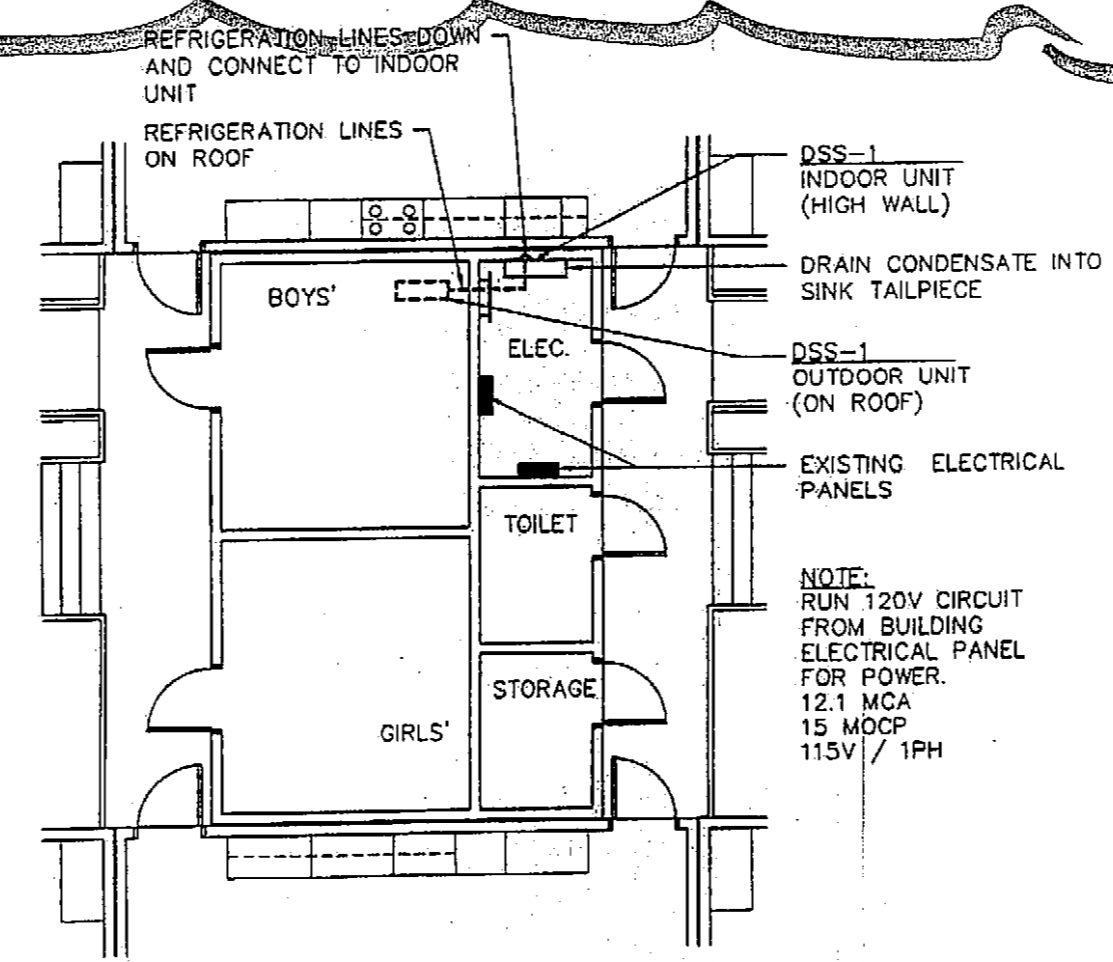 REFRIGERATION LINES DOWN
AND CONNECT TO INDOOR
UNIT
REFRIGERATION LINES
ON ROOF
DSS-1
INDOOR UNIT
(HIGH WALL)
DRAIN CONDENSATE INTO
SINK TAILPIECE
BOYS'
ELEC.
DSS-1
OUTDOOR UNIT
(ON ROOF)
EXISTING ELECTRICAL
PANELS
TOILET
NOTE:
RUN 120V CIRCUIT
FROM BUILDING
ELECTRICAL PANEL
FOR POWER.
12.1 MCA
15 MOCP
115V / 1PH
STORAGE
GIRLS'